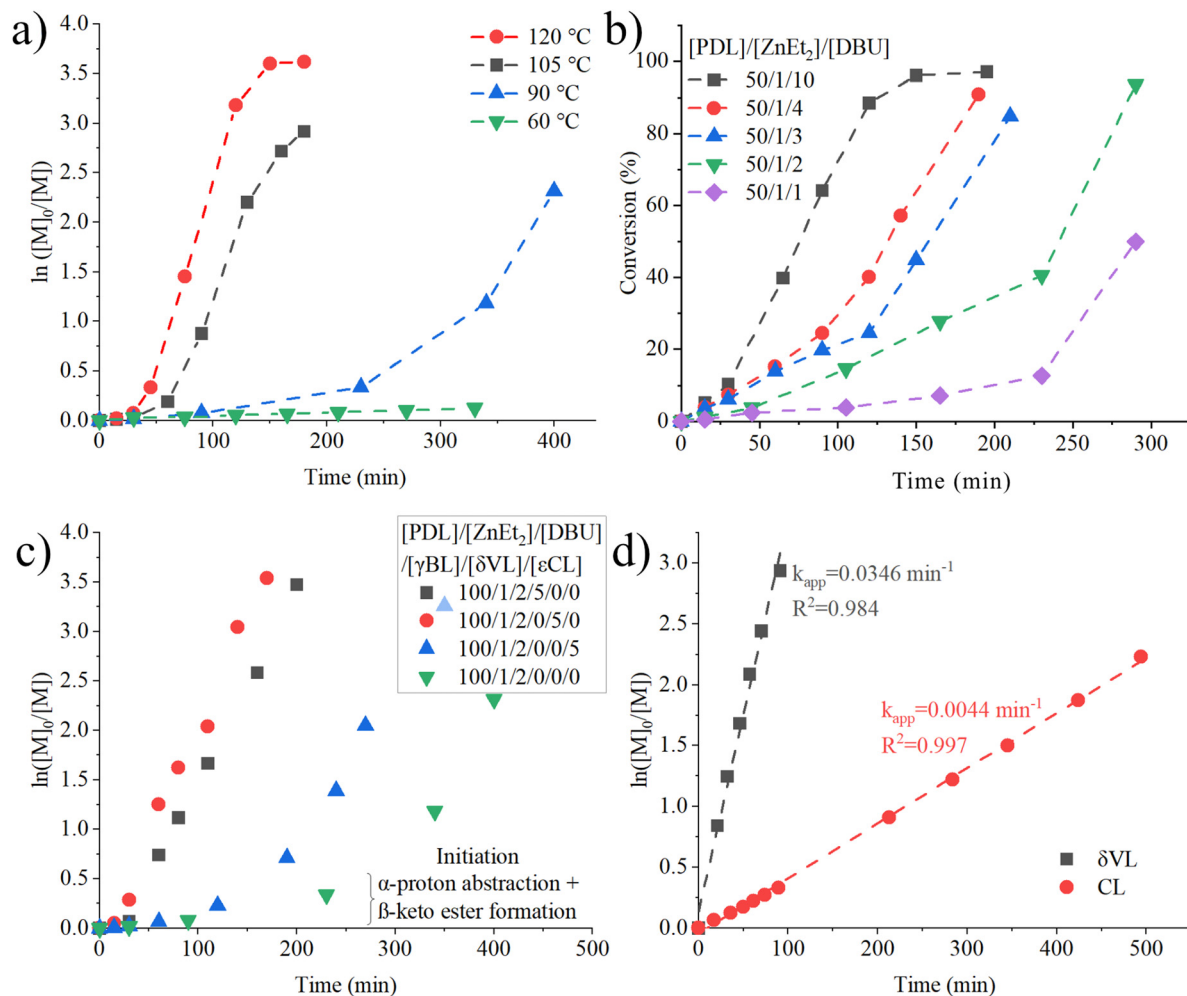 a)
4.0
3.5
3.0
2.5
2.0
1.5
1.0
0.5
0.0
ln ([M]₀/[M])
120 °C
105 °C
90 °C
60 °C
0
100
200
300
400
Time (min)
b)
[PDL]/[ZnEt₂]/[DBU]
100
80
60
40
20
0
Conversion (%)
50/1/10
50/1/4
50/1/3
50/1/2
50/1/1
0
50
100
150
200
250
300
Time (min)
c)
4.0
3.5
3.0
2.5
2.0
1.5
1.0
0.5
0.0
ln([M]₀/[M])
[PDL]/[ZnEt₂]/[DBU]
/[γBL]/[δVL]/[εCL]
100/1/2/5/0/0
100/1/2/0/5/0
100/1/2/0/0/5
100/1/2/0/0/0
Initiation
α-proton abstraction +
ß-keto ester formation
0
100
200
300
400
500
Time (min)
d)
3.0
2.5
2.0
1.5
1.0
0.5
0.0
ln([M]₀/[M])
kapp=0.0346 min⁻¹
R²=0.984
kapp=0.0044 min⁻¹
R²=0.997
δVL
CL
0
100
200
300
400
500
Time (min)